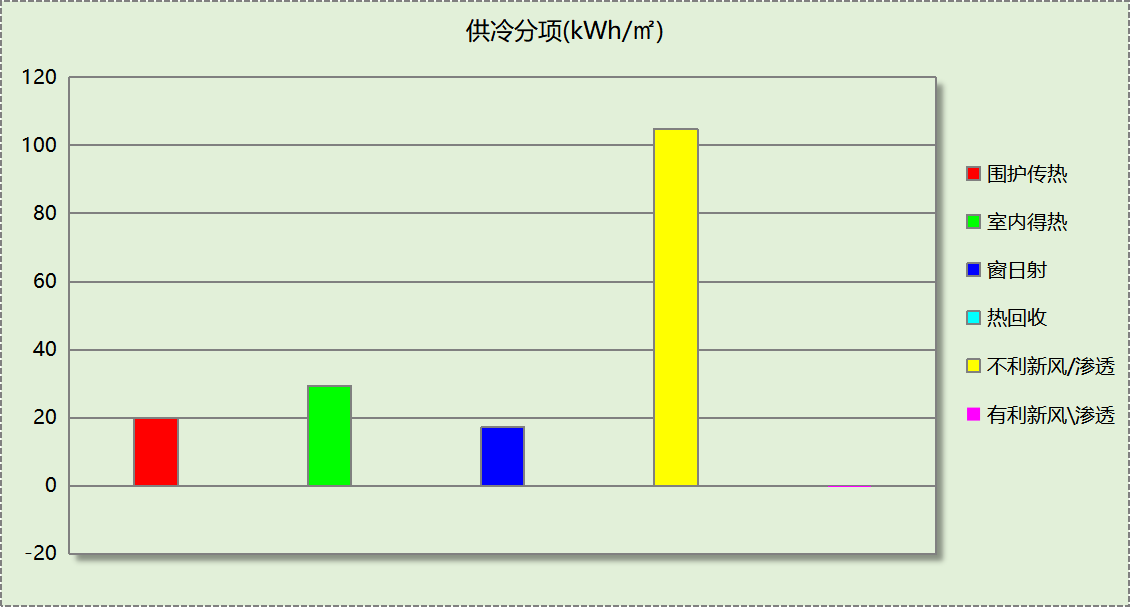 供冷分项(kWh/㎡)
120
100
80
60
40
20
0
-20
围护传热
室内得热
窗日射
热回收
不利新风/渗透
有利新风\渗透